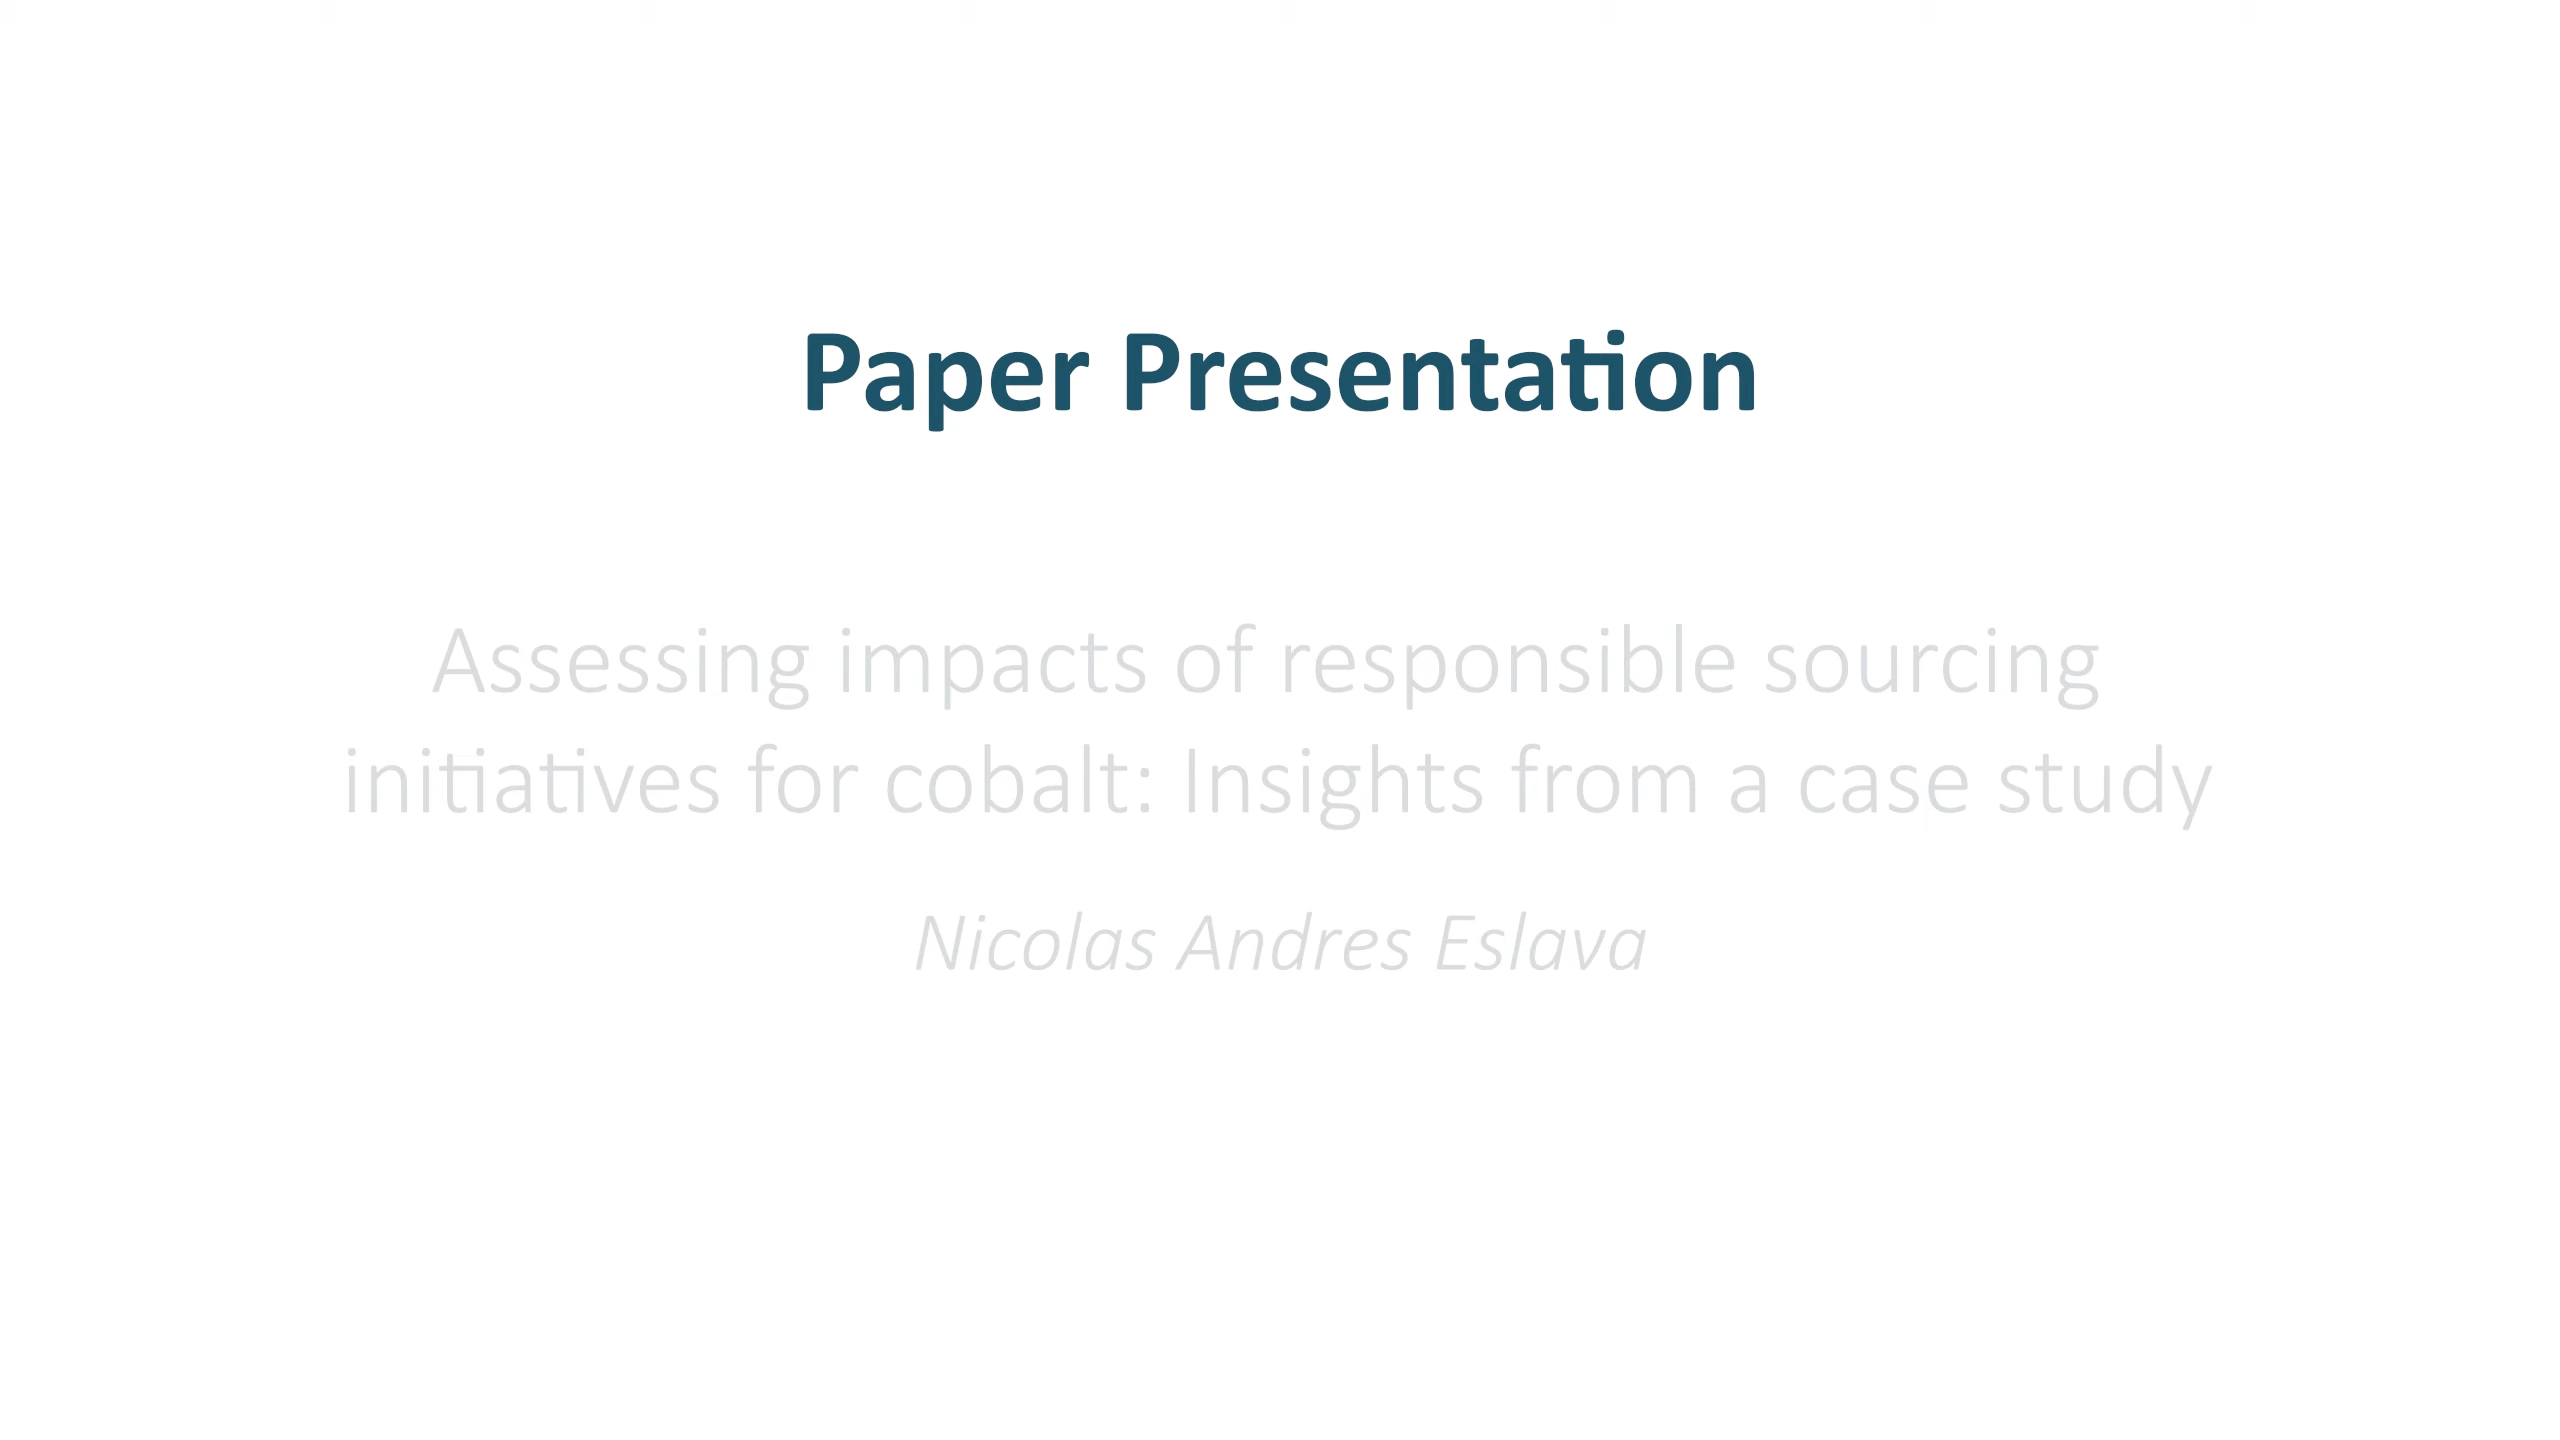 Paper Presentation
Assessing impacts of responsible sourcing
initiatives for cobalt: Insights from a case study
Nicolas Andres Eslava